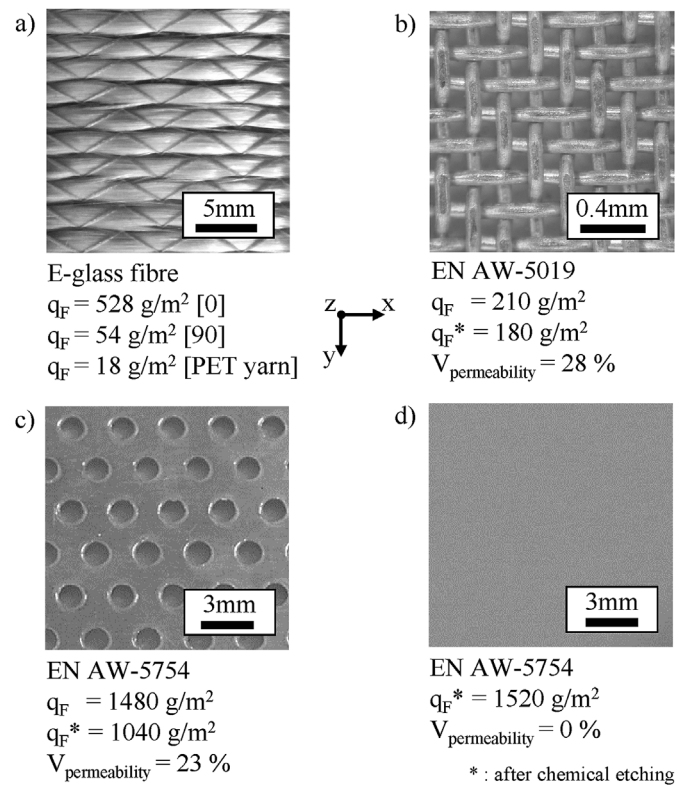 a)
5mm
E-glass fibre
q_F = 528 g/m² [0]
q_F = 54 g/m² [90]
q_F = 18 g/m² [PET yarn]
b)
0.4mm
EN AW-5019
q_F = 210 g/m²
q_F* = 180 g/m²
V_permeability = 28 %
z x
y
c)
3mm
EN AW-5754
q_F = 1480 g/m²
q_F* = 1040 g/m²
V_permeability = 23 %
d)
3mm
EN AW-5754
q_F* = 1520 g/m²
V_permeability = 0 %
* : after chemical etching